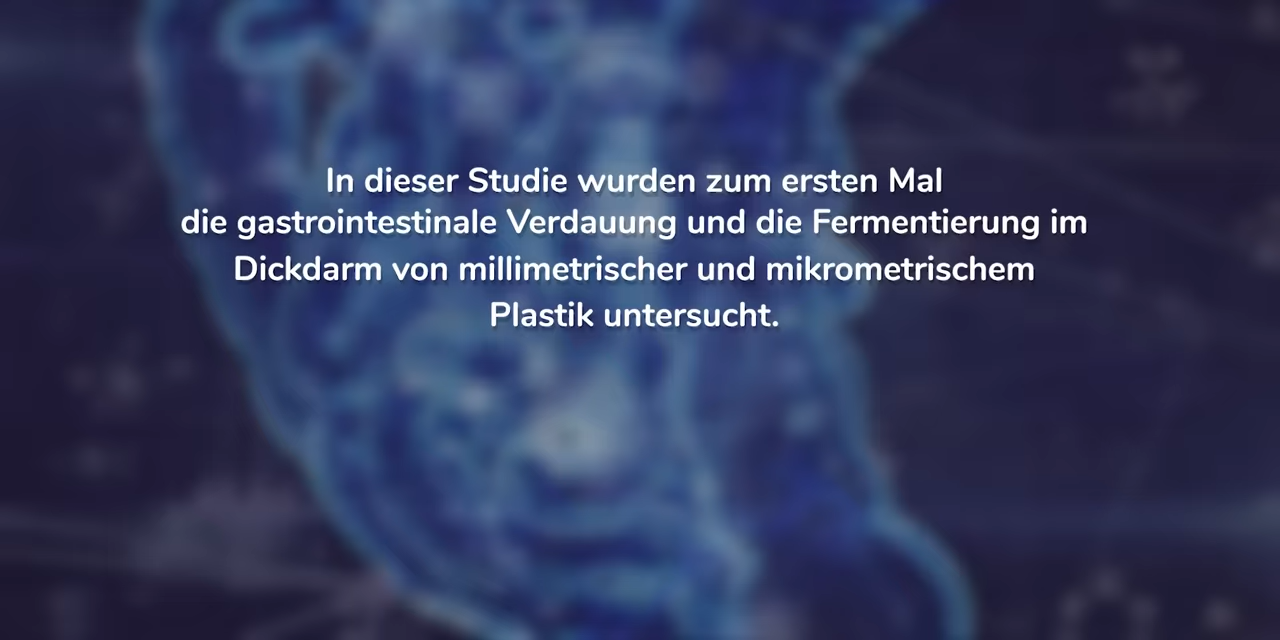 In dieser Studie wurden zum ersten Mal
die gastrointestinale Verdauung und die Fermentierung im
Dickdarm von millimetrischer und mikrometrischem
Plastik untersucht.